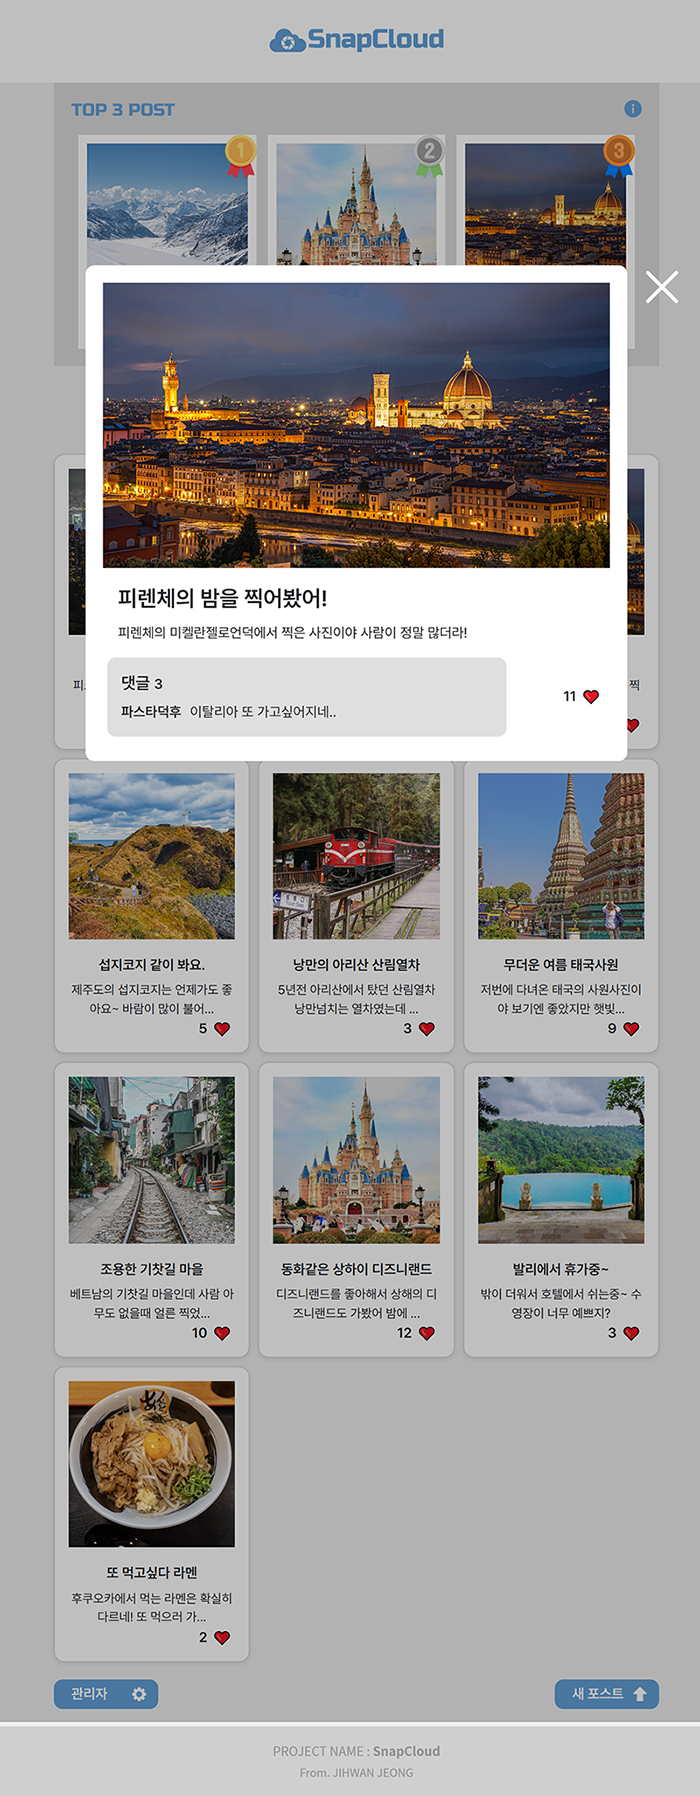 SnapCloud
TOP 3 POST
1
2
3
피렌체의 밤을 찍어봤어!
피렌체의 미켈란젤로언덕에서 찍은 사진이야 사람이 정말 많더라!
댓글 3
파스타덕후 이탈리아 또 가고싶어지네..
11
찍
섭지코지 같이 봐요.
제주도의 섭지코지는 언제가도 좋
아요~ 바람이 많이 불어...
5
낭만의 아리산 산림열차
5년전 아리산에서 탔던 산림열차
낭만넘치는 열차였는데 ...
3
무더운 여름 태국사원
저번에 다녀온 태국의 사원사진이
야 보기엔 좋았지만 햇빛...
9
조용한 기찻길 마을
베트남의 기찻길 마을인데 사람 아
무도 없을때 얼른 찍었...
10
동화같은 상하이 디즈니랜드
디즈니랜드를 좋아해서 상해의 디
즈니랜드도 가봤어 밤에 ...
12
발리에서 휴가중~
밖이 더워서 호텔에서 쉬는중~ 수
영장이 너무 예쁘지?
3
또 먹고싶다 라멘
후쿠오카에서 먹는 라멘은 확실히
다르네! 또 먹으러 가...
2
관리자
새 포스트
PROJECT NAME : SnapCloud
From. JIHWAN JEONG